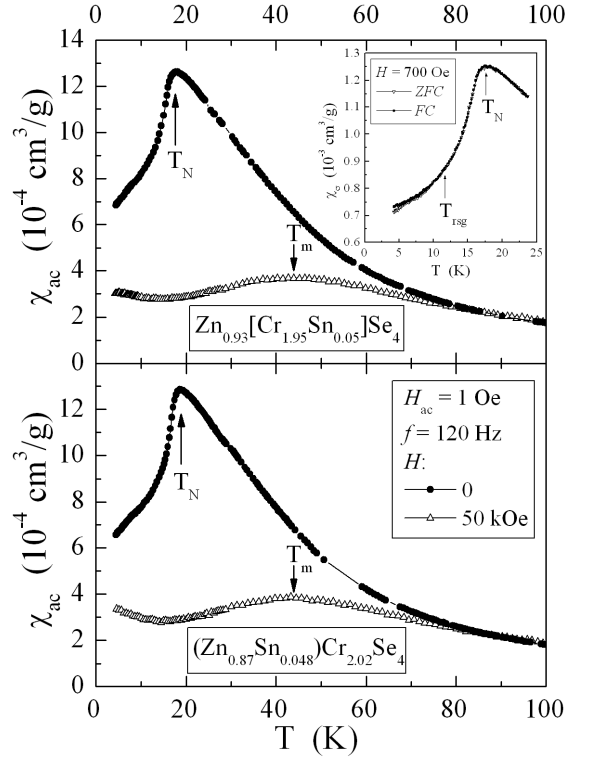 0 20 40 60 80 100
14
12
10
8
6
4
2
0
χac (10-4 cm3/g)
TN
Tm
Zn0.93[Cr1.95Sn0.05]Se4
1.3
1.2
1.1
1.0
0.9
0.8
0.7
0.6
χσ (10-3 cm3/g)
H = 700 Oe
ZFC
FC
TN
Trsg
0 5 10 15 20 25
T (K)
12
10
8
6
4
2
0
χac (10-4 cm3/g)
TN
Tm
Hac = 1 Oe
f = 120 Hz
H:
0
50 kOe
(Zn0.87Sn0.048)Cr2.02Se4
0 20 40 60 80 100
T (K)